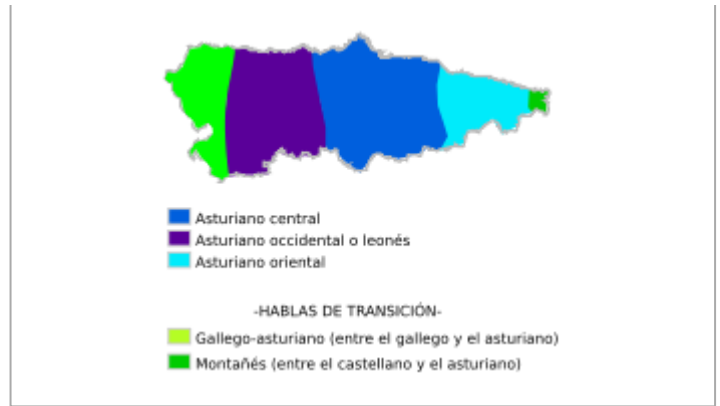 Asturiano central
Asturiano occidental o leonés
Asturiano oriental
-HABLAS DE TRANSICIÓN-
Gallego-asturiano (entre el gallego y el asturiano)
Montañés (entre el castellano y el asturiano)